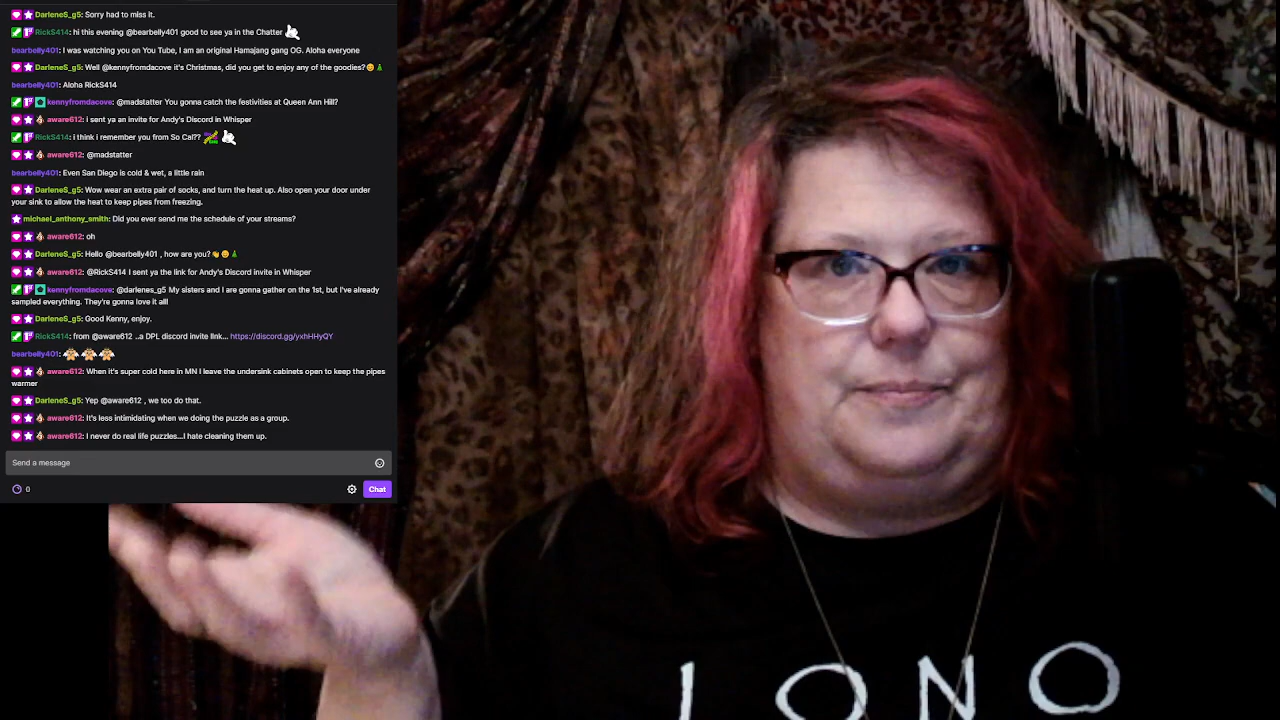 DarleneS_g5: Sorry had to miss it.
RickS414: hi this evening @bearbelly401 good to see ya in the Chatter
bearbelly401: I was watching you on You Tube, I am an original Hamajang gang OG. Aloha everyone
DarleneS_g5: Well @kennyfromdacove it's Christmas, did you get to enjoy any of the goodies?
bearbelly401: Aloha RickS414
kennyfromdacove: @madstatter You gonna catch the festivities at Queen Ann Hill?
aware612: i sent ya an invite for Andy's Discord in Whisper
RickS414: i think i remember you from So Cal??
aware612: @madstatter
bearbelly401: Even San Diego is cold & wet, a little rain
DarleneS_g5: Wow wear an extra pair of socks, and turn the heat up. Also open your door under
your sink to allow the heat to keep pipes from freezing.
michael_anthony_smith: Did you ever send me the schedule of your streams?
aware612: oh
DarleneS_g5: Hello @bearbelly401 , how are you?
aware612: @RickS414 I sent ya the link for Andy's Discord invite in Whisper
kennyfromdacove: @darlenes_g5 My sisters and I are gonna gather on the 1st, but I've already
sampled everything. They're gonna love it all!
DarleneS_g5: Good Kenny, enjoy.
RickS414: from @aware612 ..a DPL discord invite link... https://discord.gg/yxhHHyQY
bearbelly401:
aware612: When it's super cold here in MN I leave the undersink cabinets open to keep the pipes
warmer
DarleneS_g5: Yep @aware612 , we too do that.
aware612: It's less intimidating when we doing the puzzle as a group.
aware612: I never do real life puzzles...I hate cleaning them up.
Send a message
0
Chat
I O N O